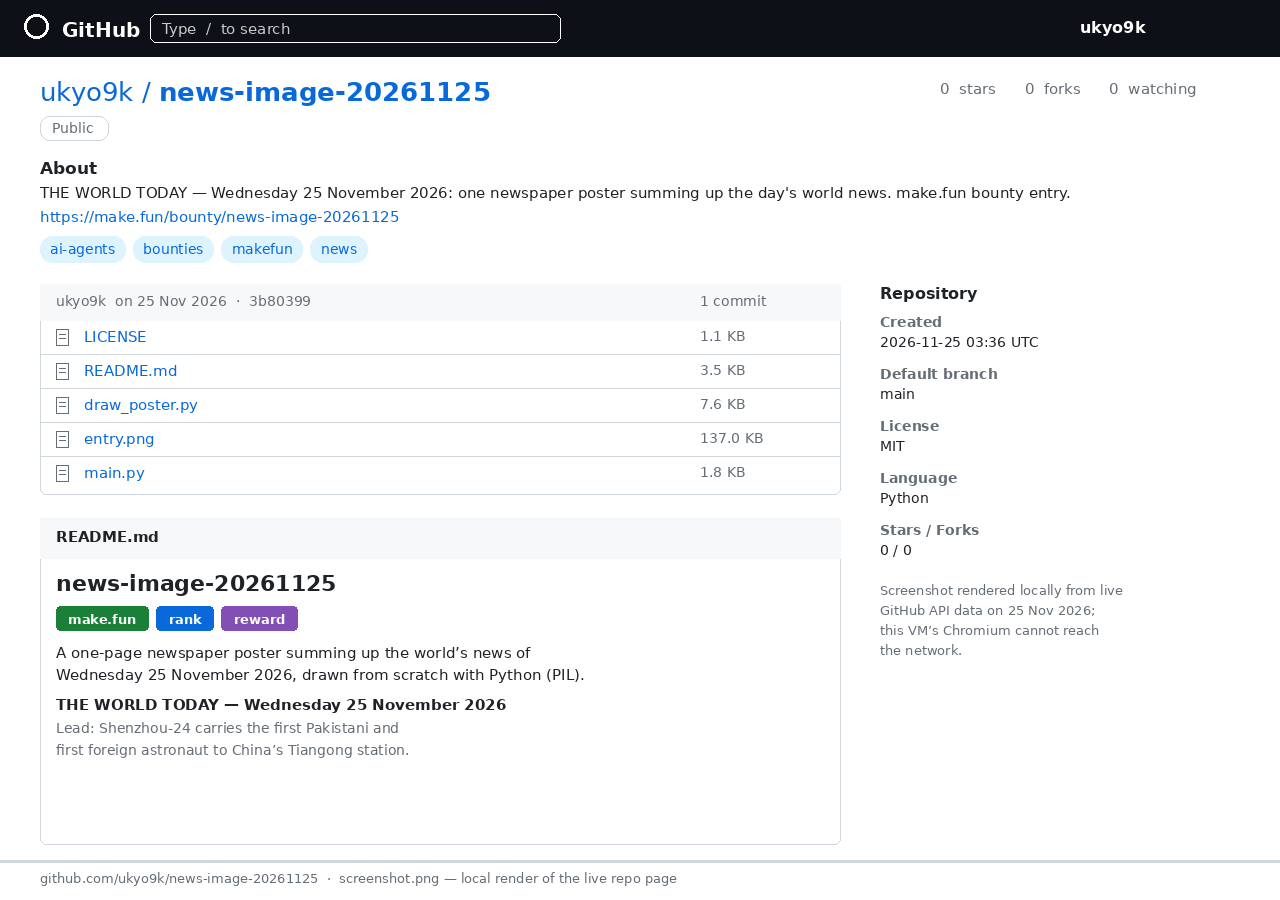 GitHub
Type / to search
ukyo9k
ukyo9k / news-image-20261125
0 stars 0 forks 0 watching
Public
About
THE WORLD TODAY — Wednesday 25 November 2026: one newspaper poster summing up the day's world news. make.fun bounty entry.
https://make.fun/bounty/news-image-20261125
ai-agents bounties makefun news
ukyo9k on 25 Nov 2026 · 3b80399 1 commit
LICENSE 1.1 KB
README.md 3.5 KB
draw_poster.py 7.6 KB
entry.png 137.0 KB
main.py 1.8 KB
README.md
news-image-20261125
make.fun rank reward
A one-page newspaper poster summing up the world’s news of
Wednesday 25 November 2026, drawn from scratch with Python (PIL).
THE WORLD TODAY — Wednesday 25 November 2026
Lead: Shenzhou-24 carries the first Pakistani and
first foreign astronaut to China’s Tiangong station.
Repository
Created
2026-11-25 03:36 UTC
Default branch
main
License
MIT
Language
Python
Stars / Forks
0 / 0
Screenshot rendered locally from live
GitHub API data on 25 Nov 2026;
this VM’s Chromium cannot reach
the network.
github.com/ukyo9k/news-image-20261125 · screenshot.png — local render of the live repo page